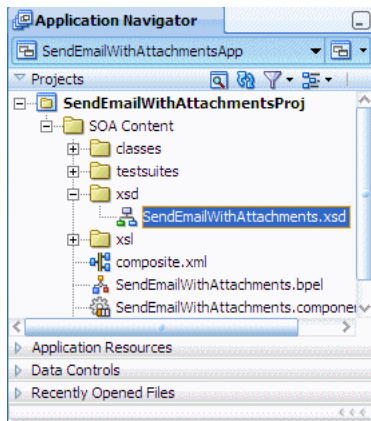 Application Navigator
SendEmailWithAttachmentsApp
Projects
SendEmailWithAttachmentsProj
SOA Content
classes
testsuites
xsd
SendEmailWithAttachments.xsd
xsl
composite.xml
SendEmailWithAttachments.bpel
SendEmailWithAttachments.componen
Application Resources
Data Controls
Recently Opened Files